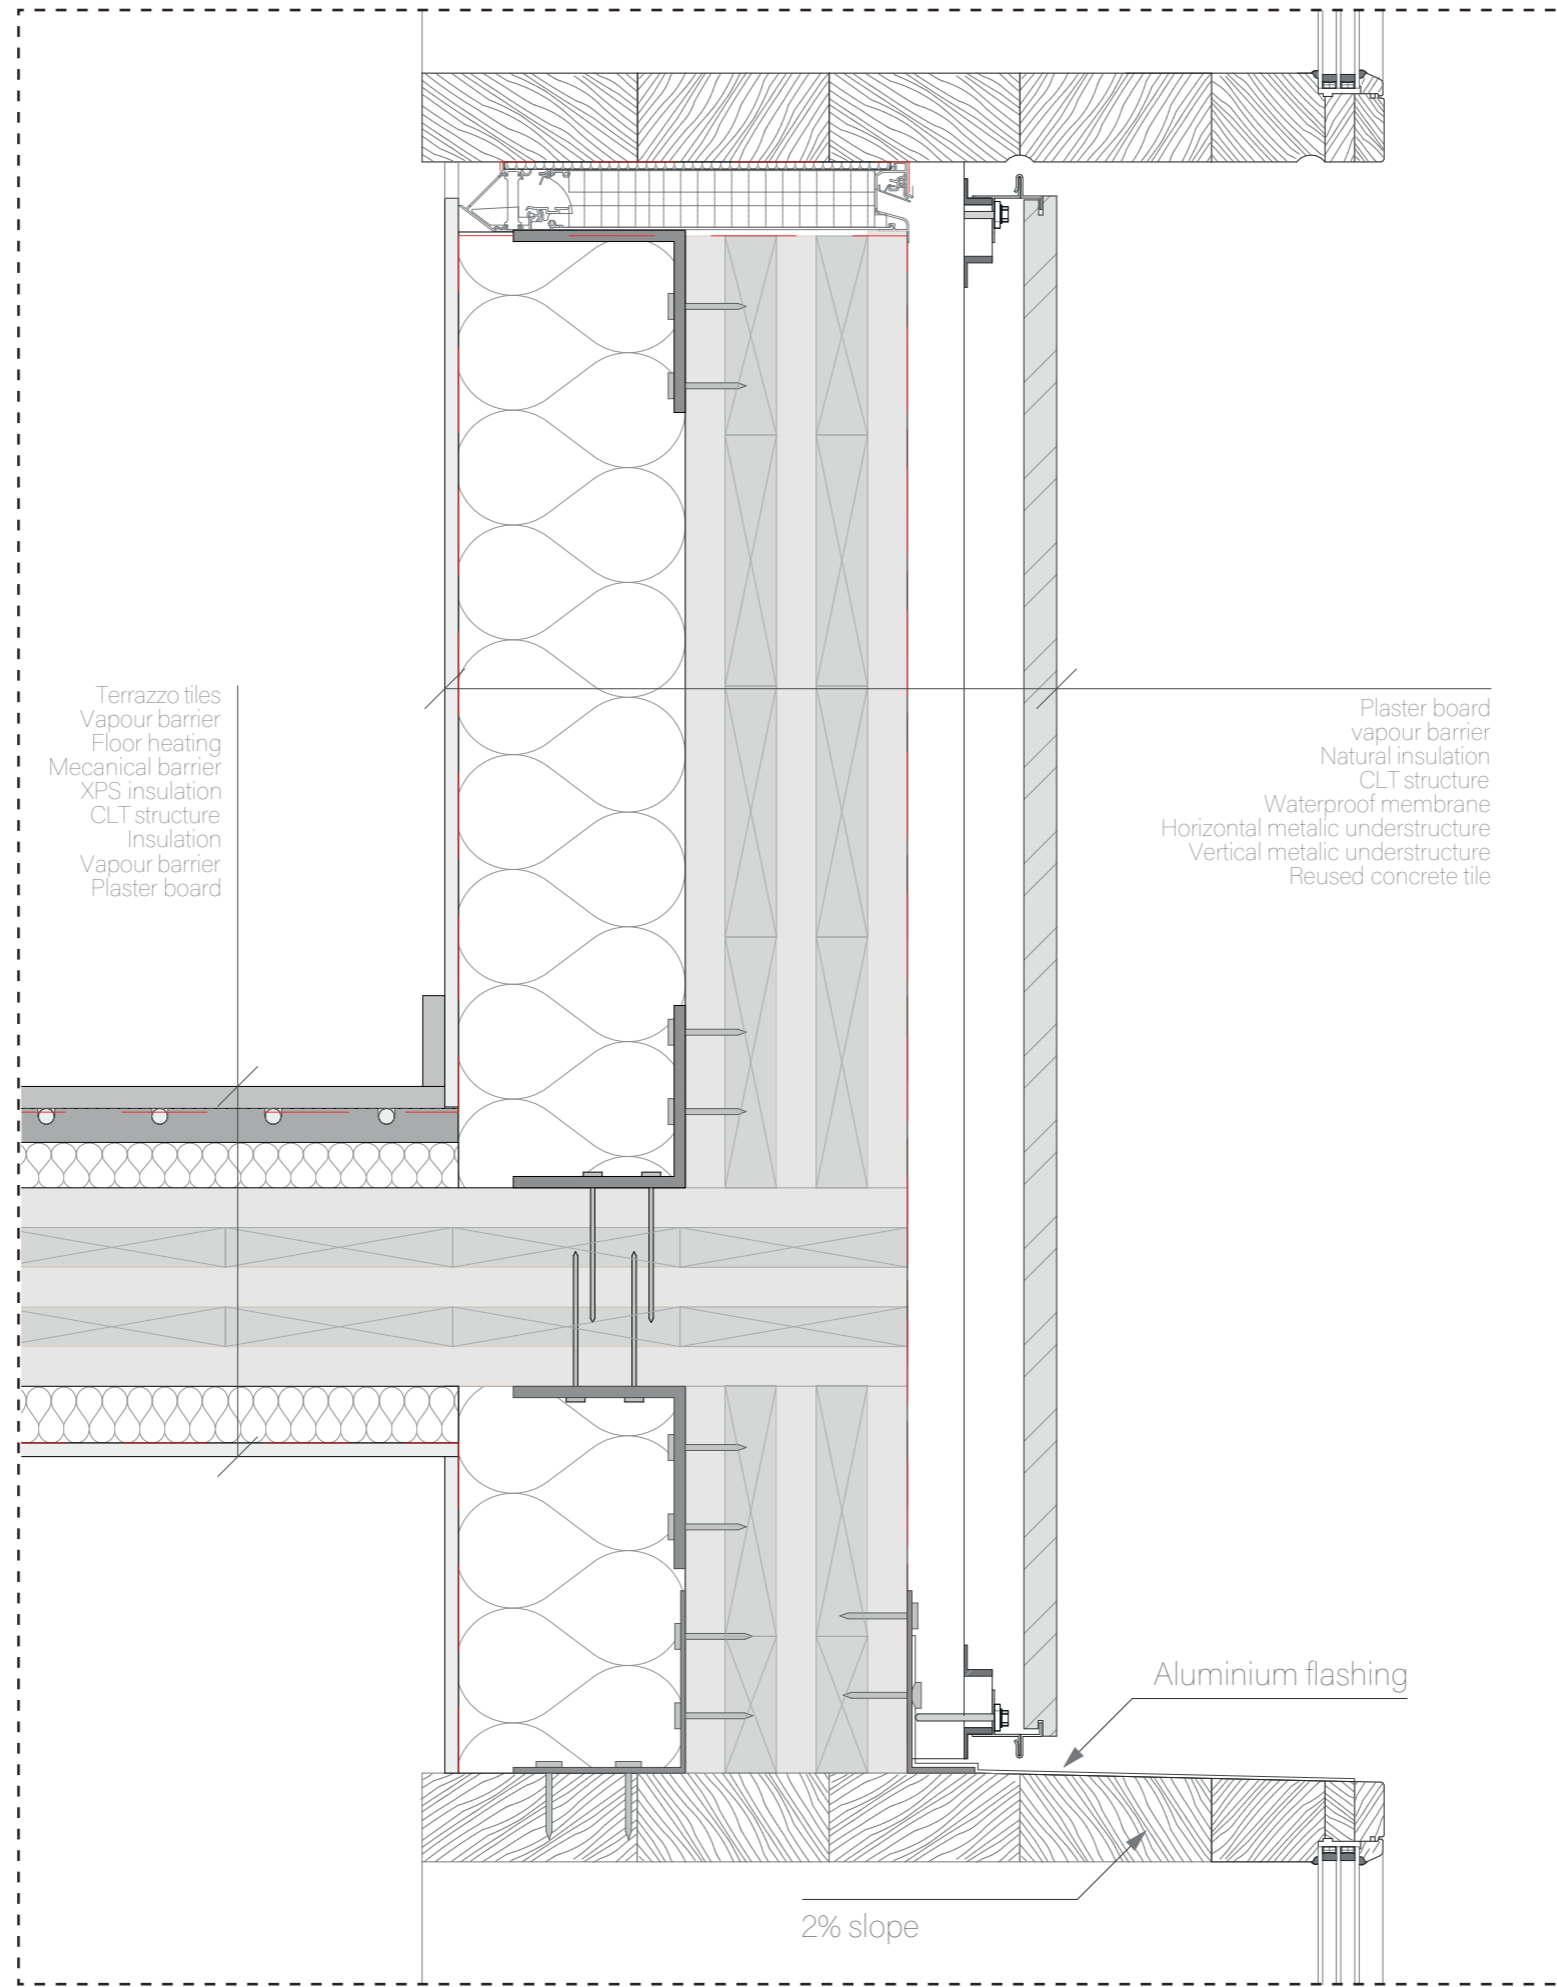 Terrazzo tiles
Vapour barrier
Floor heating
Mecanical barrier
XPS insulation
CLT structure
Insulation
Vapour barrier
Plaster board
Plaster board
vapour barrier
Natural insulation
CLT structure
Waterproof membrane
Horizontal metalic understructure
Vertical metalic understructure
Reused concrete tile
Aluminium flashing
2% slope